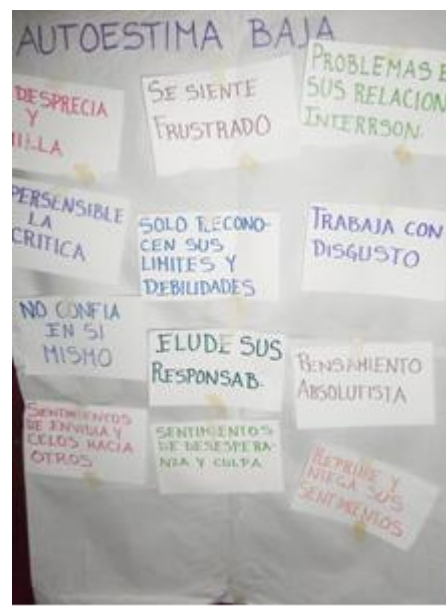 AUTOESTIMA BAJA
DESPRECIA
Y
SE SIENTE
FRUSTRADO
PROBLEMAS E
SUS RELACION
INTERRSON.
PERSENSIBLE
LA
CRITICA
SOLO RECONO-
CEN SUS
LIMITES Y
DEBILIDADES
TRABAJA CON
DISGUSTO
NO CONFIA
EN SI
MISMO
ELUDE SUS
RESPONSAB.
PENSAMIENTO
ABSOLUTISTA
SENTIMIENTOS
DE ENVIDIA Y
CELOS HACIA
OTROS
SENTIMIENTOS
DE DESESPERA-
NZA Y CULPA
REPRIME Y
NIEGA SUS
SENTIMIENTOS